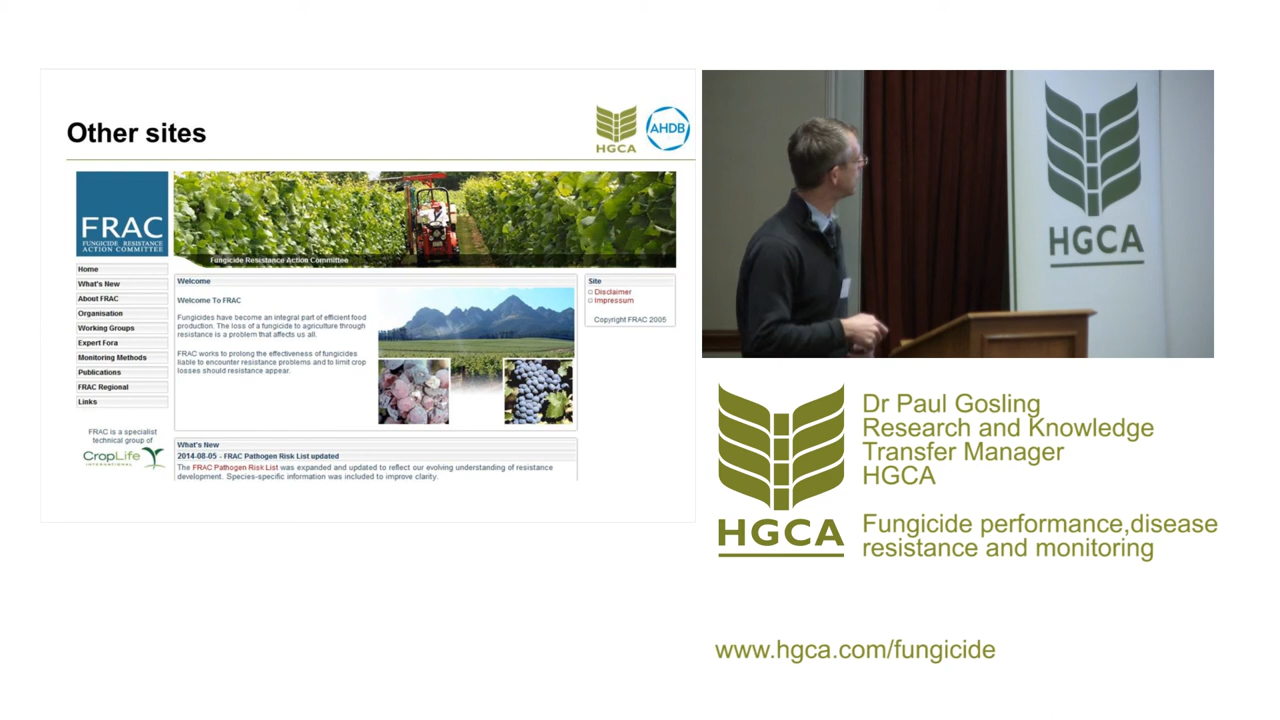 Other sites
HGCA
AHDB
FRAC
FUNGICIDE RESISTANCE
ACTION COMMITTEE
Fungicide Resistance Action Committee
Home
What's New
About FRAC
Organisation
Working Groups
Expert Fora
Monitoring Methods
Publications
FRAC Regional
Links
FRAC is a specialist
technical group of
CropLife
INTERNATIONAL
Welcome
Welcome To FRAC
Fungicides have become an integral part of efficient food
production. The loss of a fungicide to agriculture through
resistance is a problem that affects us all.
FRAC works to prolong the effectiveness of fungicides
liable to encounter resistance problems and to limit crop
losses should resistance appear.
What's New
2014-08-05 - FRAC Pathogen Risk List updated
The FRAC Pathogen Risk List was expanded and updated to reflect our evolving understanding of resistance
development. Species-specific information was included to improve clarity.
Site
Disclaimer
Impressum
Copyright FRAC 2005
HGCA
HGCA
Dr Paul Gosling
Research and Knowledge
Transfer Manager
HGCA
Fungicide performance,disease
resistance and monitoring
www.hgca.com/fungicide